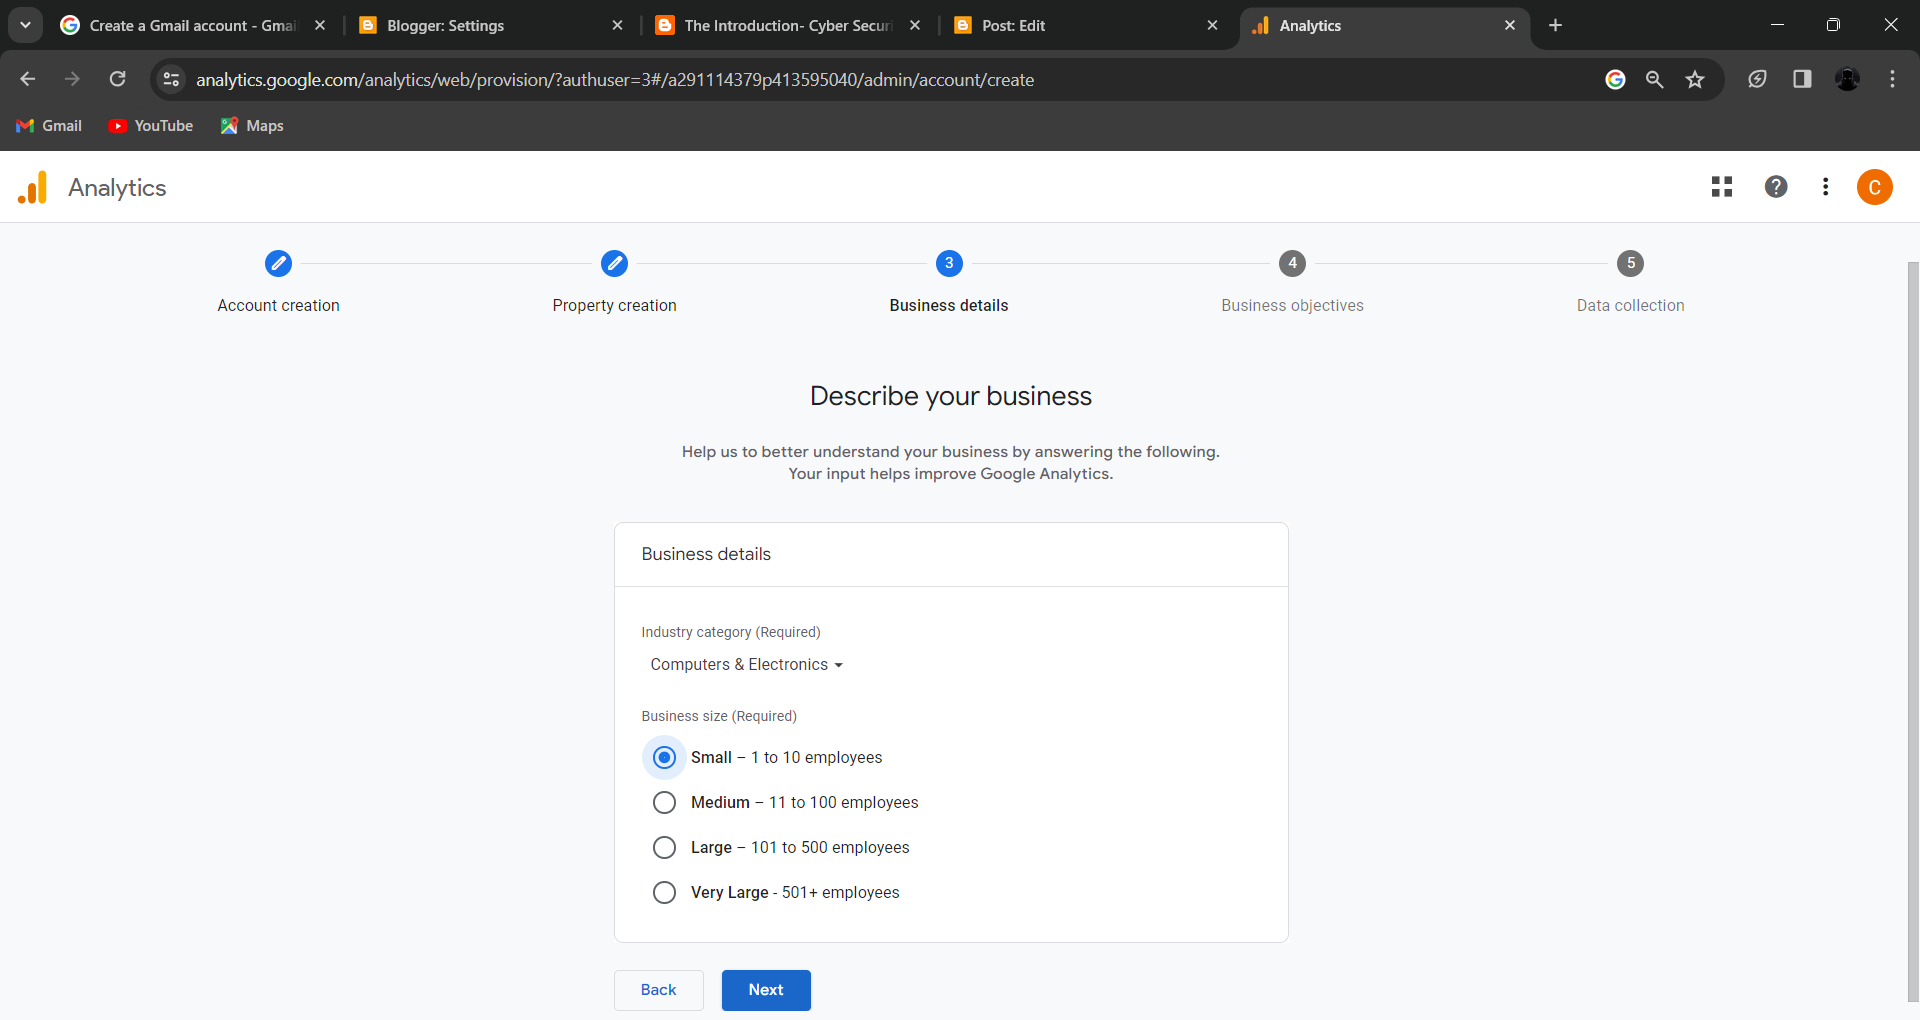 Create a Gmail account - Gmai
Blogger: Settings
The Introduction- Cyber Securi
Post: Edit
Analytics
analytics.google.com/analytics/web/provision/?authuser=3#/a291114379p413595040/admin/account/create
Gmail
YouTube
Maps
Analytics
C
3
4
5
Account creation
Property creation
Business details
Business objectives
Data collection
Describe your business
Help us to better understand your business by answering the following.
Your input helps improve Google Analytics.
Business details
Industry category (Required)
Computers & Electronics
Business size (Required)
Small – 1 to 10 employees
Medium – 11 to 100 employees
Large – 101 to 500 employees
Very Large - 501+ employees
Back
Next